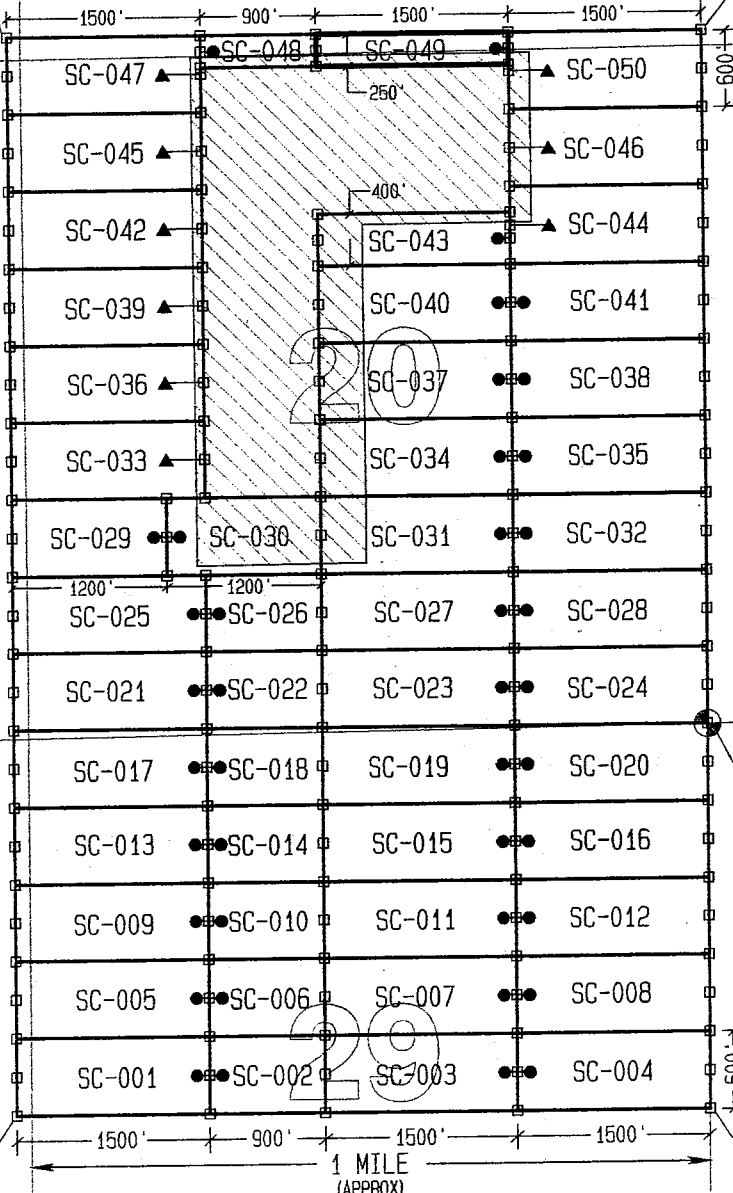 1500' 900' 1500' 1500'
SC-048 SC-049
SC-047 SC-050 600'
250'
SC-045 SC-046
400'
SC-042 SC-043 SC-044
SC-039 SC-040 SC-041
20
SC-036 SC-037 SC-038
SC-033 SC-034 SC-035
SC-029 SC-030 SC-031 SC-032
1200' 1200'
SC-025 SC-026 SC-027 SC-028
SC-021 SC-022 SC-023 SC-024
SC-017 SC-018 SC-019 SC-020
SC-013 SC-014 SC-015 SC-016
SC-009 SC-010 SC-011 SC-012
SC-005 SC-006 SC-007 SC-008
29
SC-001 SC-002 SC-003 SC-004 600'
1500' 900' 1500' 1500'
1 MILE
(APPROX)